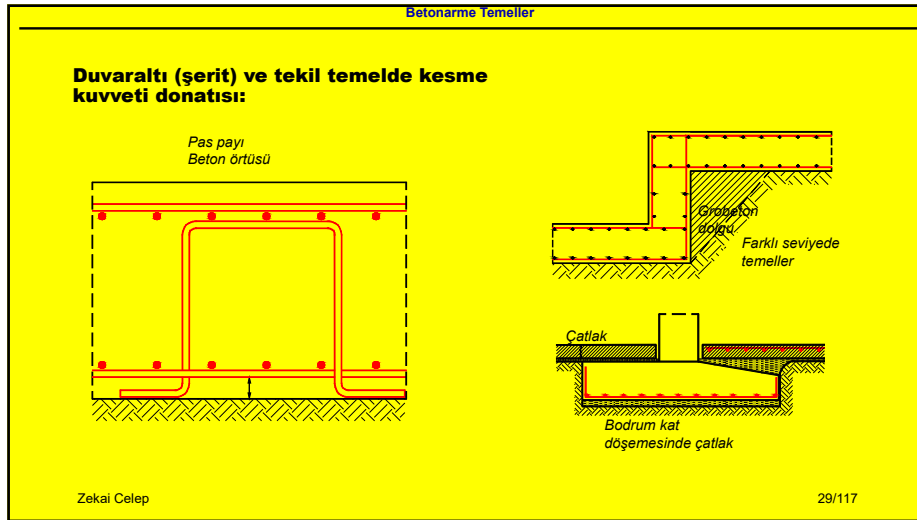 Betonarme Temeller
Duvaraltı (şerit) ve tekil temelde kesme
kuvveti donatısı:
Pas payı
Beton örtüsü
Grobeton
dolgu
Farklı seviyede
temeller
Çatlak
Bodrum kat
döşemesinde çatlak
Zekai Celep
29/117